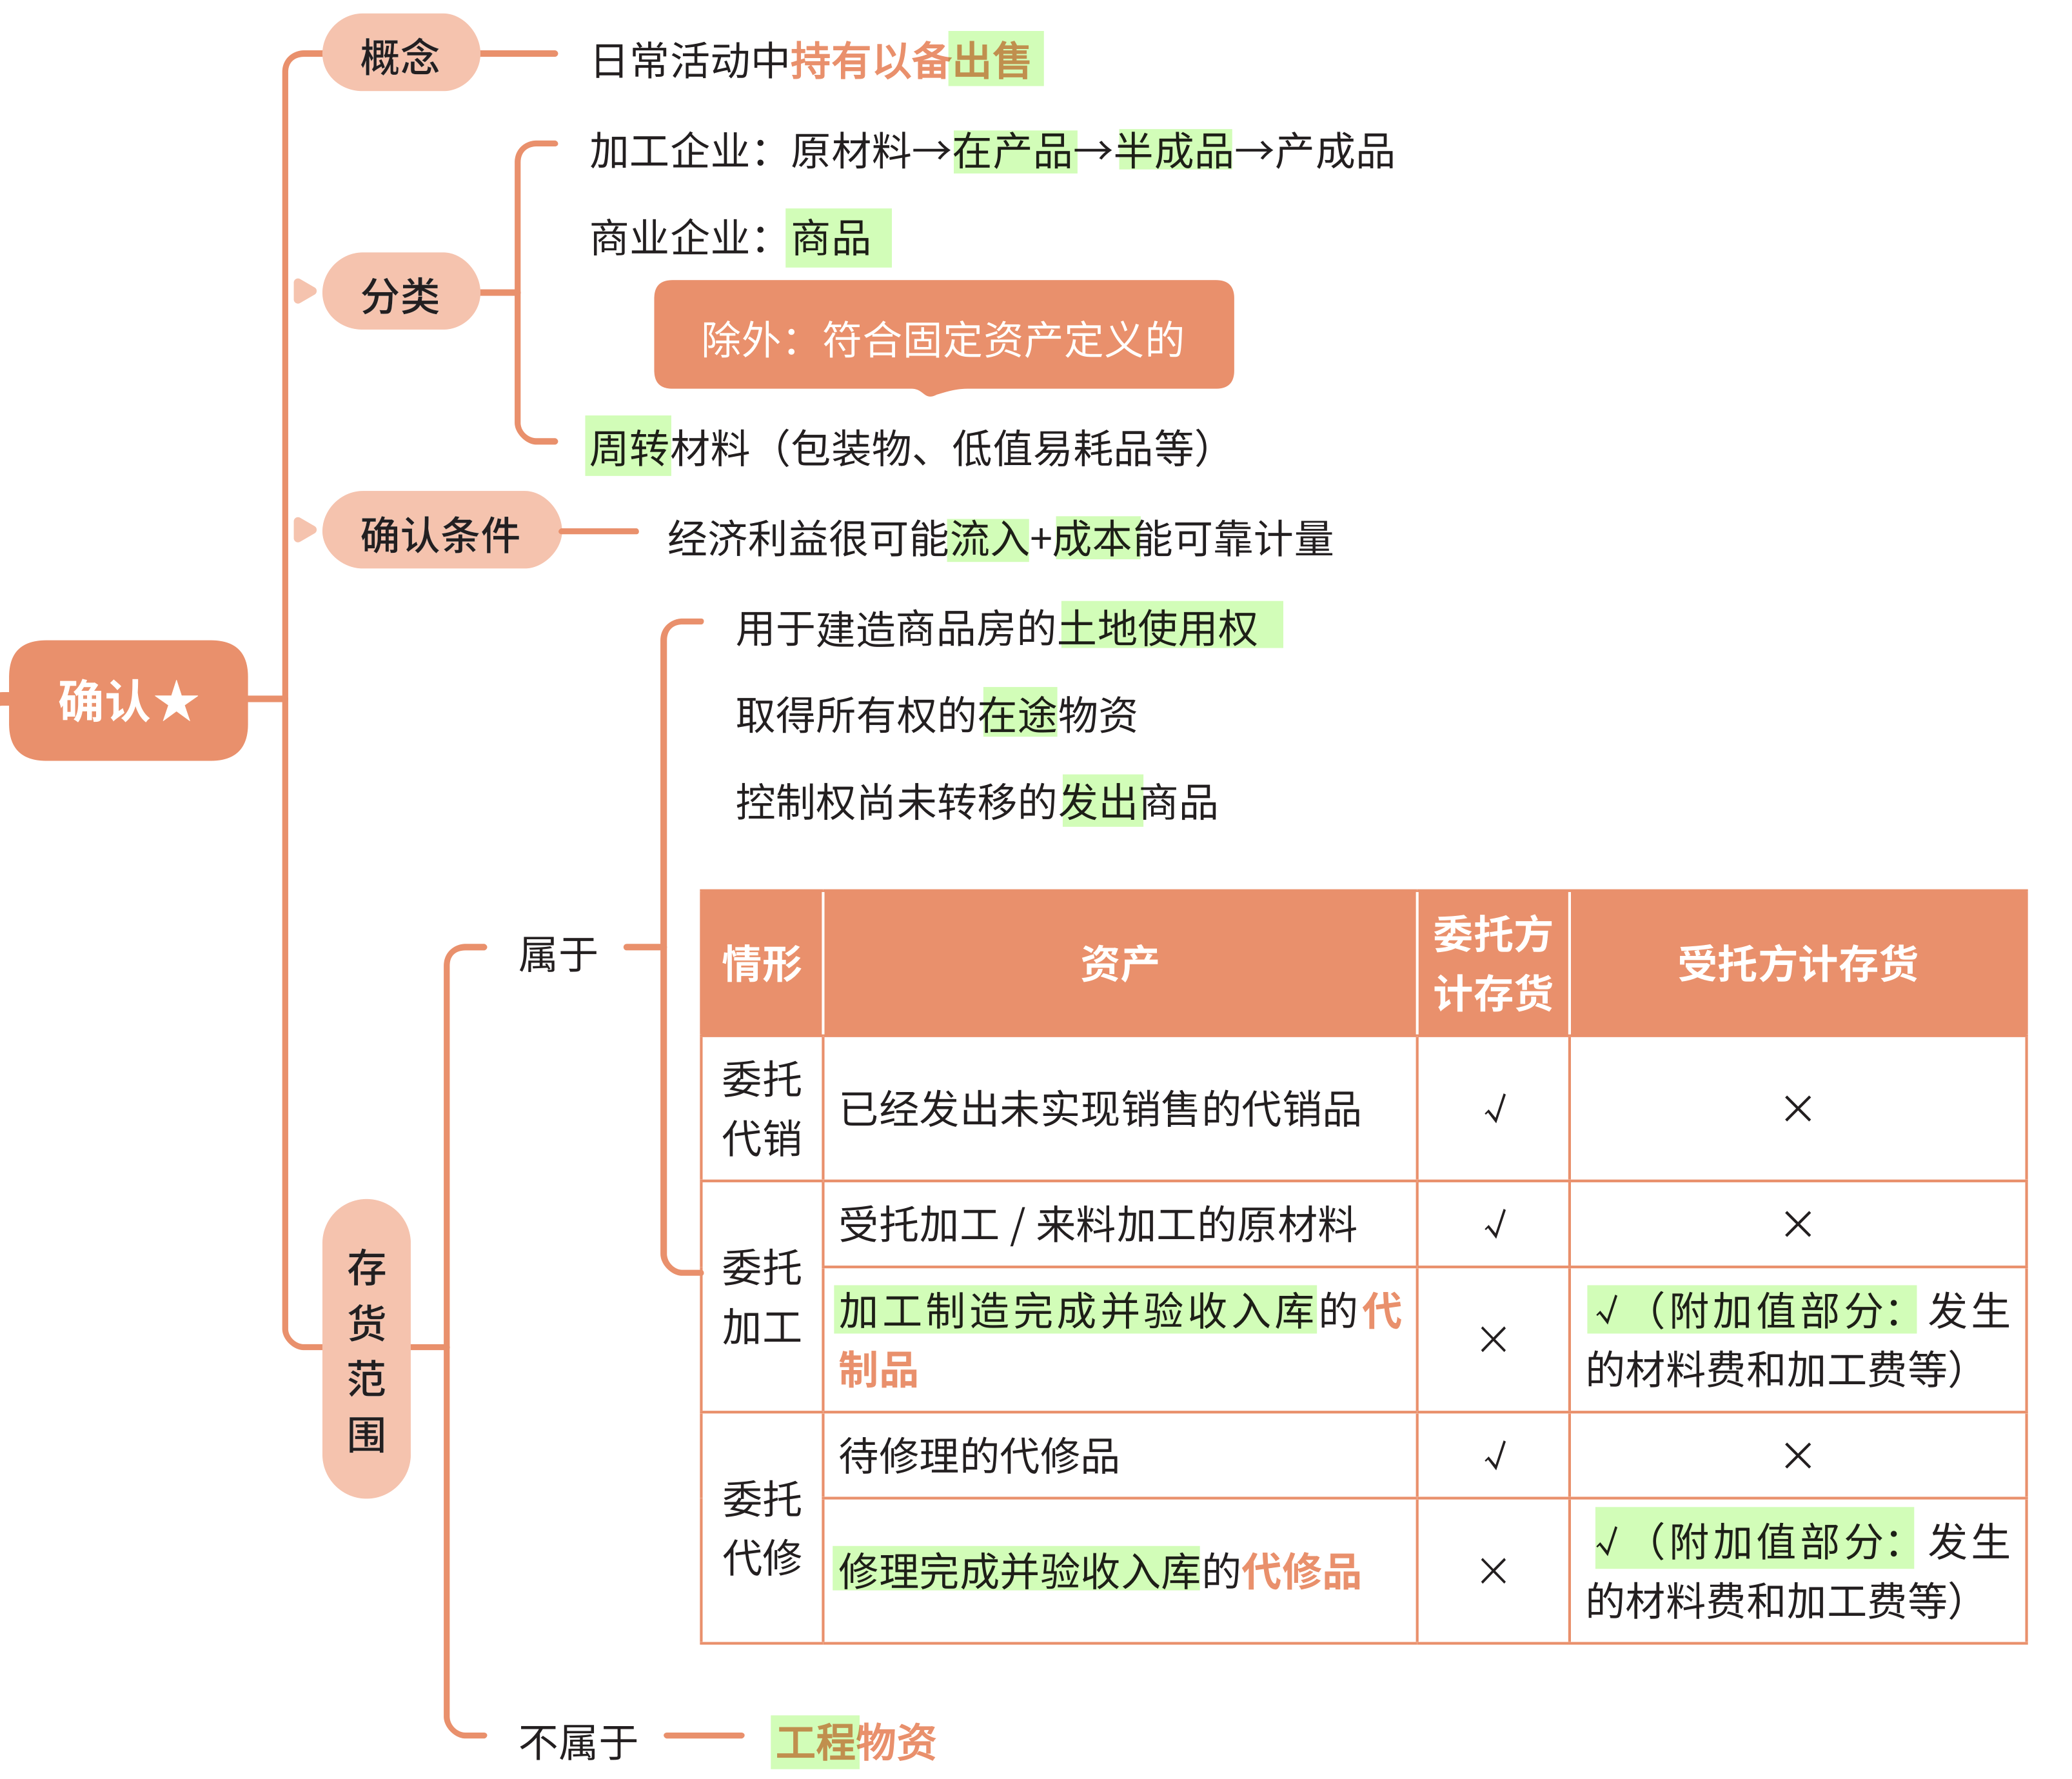 概念
日常活动中持有以备出售
加工企业：原材料→在产品→半成品→产成品
商业企业：商品
分类
除外：符合固定资产定义的
周转材料（包装物、低值易耗品等）
确认条件
经济利益很可能流入+成本能可靠计量
确认★
用于建造商品房的土地使用权
取得所有权的在途物资
控制权尚未转移的发出商品
属于
情形
资产
委托方
计存货
受托方计存货
委托
代销
已经发出未实现销售的代销品
√
×
委托
加工
受托加工 / 来料加工的原材料
√
×
加工制造完成并验收入库的代
制品
×
√（附加值部分：发生
的材料费和加工费等）
委托
代修
待修理的代修品
√
×
修理完成并验收入库的代修品
×
√（附加值部分：发生
的材料费和加工费等）
存
货
范
围
不属于
工程物资